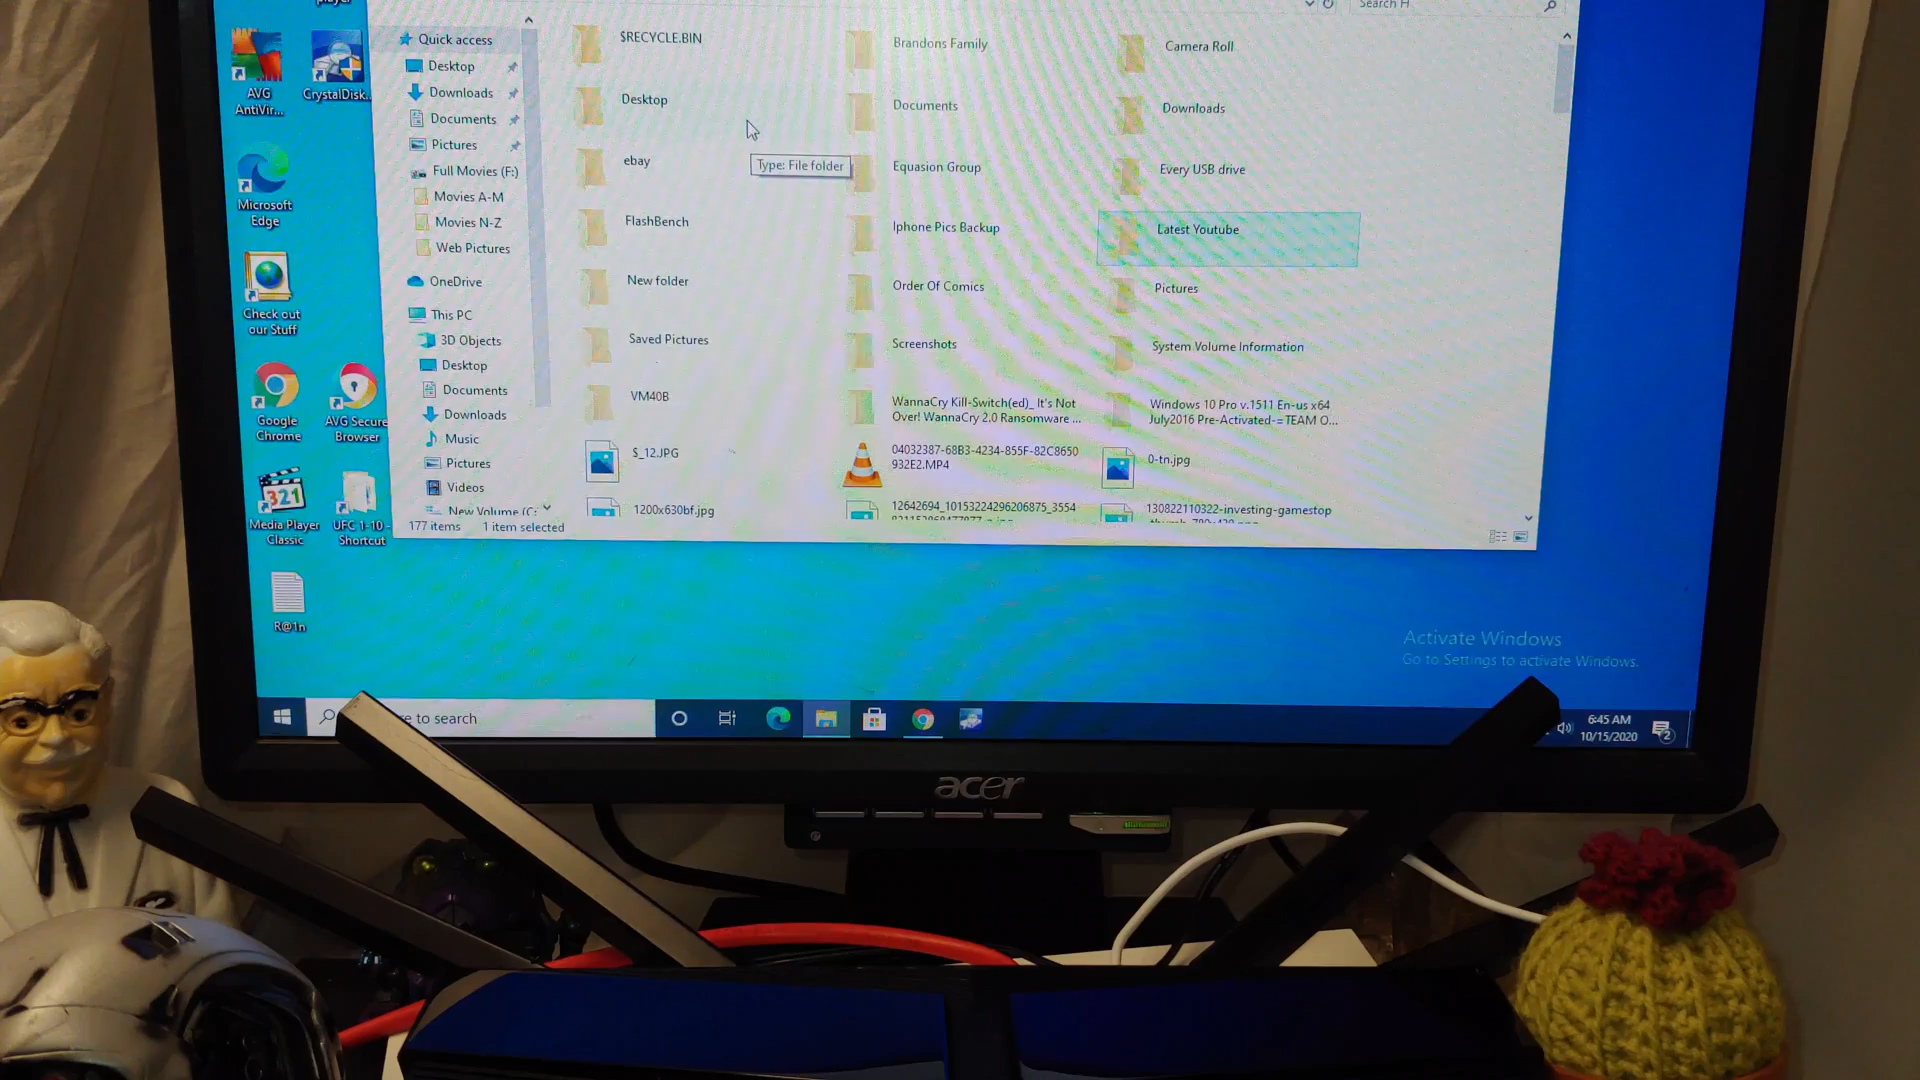 player
Search H
AVG
AntiVir...
CrystalDisk...
Microsoft
Edge
Check out
our Stuff
Google
Chrome
AVG Secure
Browser
321
Media Player
Classic
UFC 1-10 -
Shortcut
R@1n
Quick access
Desktop
Downloads
Documents
Pictures
Full Movies (F:)
Movies A-M
Movies N-Z
Web Pictures
OneDrive
This PC
3D Objects
Desktop
Documents
Downloads
Music
Pictures
Videos
New Volume (C:
177 items 1 item selected
$RECYCLE.BIN
Brandons Family
Camera Roll
Desktop
Documents
Downloads
ebay
Type: File folder
Equasion Group
Every USB drive
FlashBench
Iphone Pics Backup
Latest Youtube
New folder
Order Of Comics
Pictures
Saved Pictures
Screenshots
System Volume Information
VM40B
WannaCry Kill-Switch(ed)_ It's Not
Over! WannaCry 2.0 Ransomware ...
Windows 10 Pro v.1511 En-us x64
July2016 Pre-Activated-=TEAM O...
$_12.JPG
04032387-68B3-4234-855F-82C8650
932E2.MP4
0-tn.jpg
1200x630bf.jpg
12642694_10153224296206875_3554
130822110322-investing-gamestop
Activate Windows
Go to Settings to activate Windows.
e to search
6:45 AM
10/15/2020
2
acer